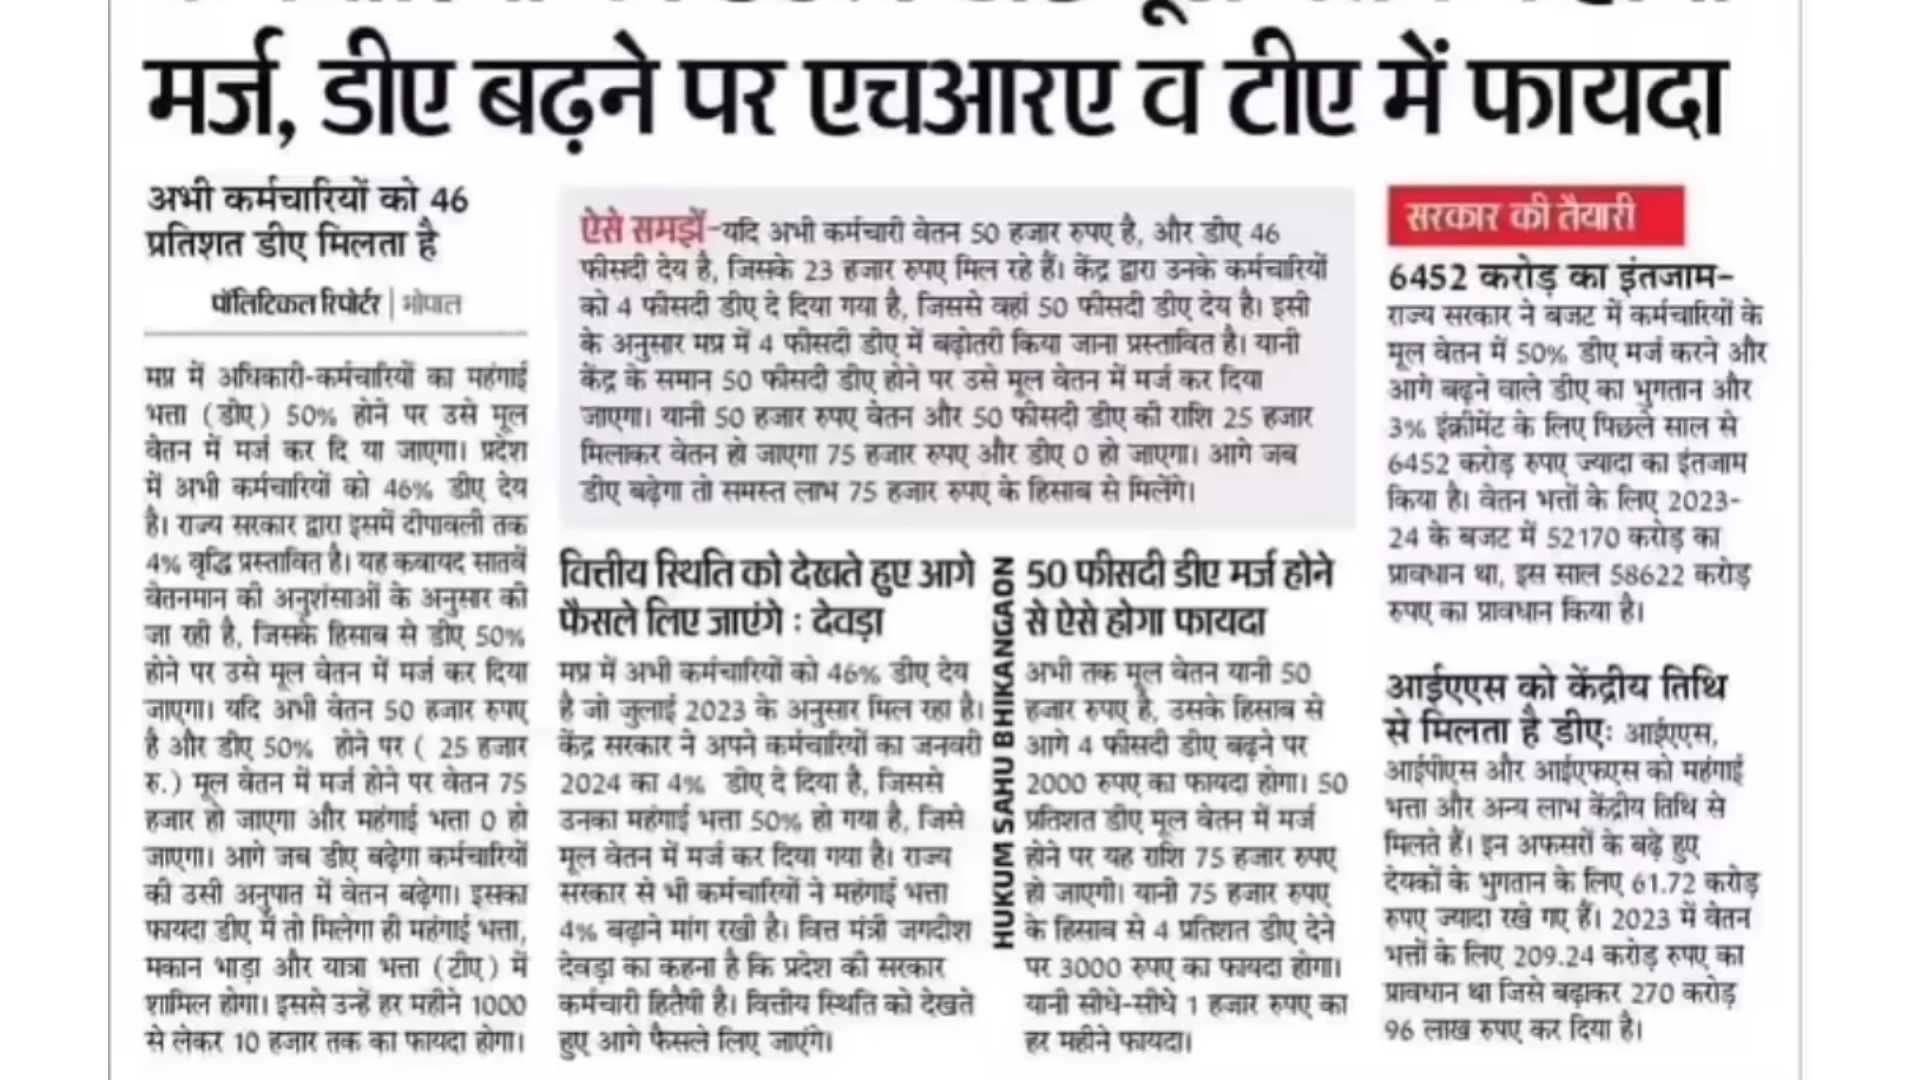 मर्ज, डीए बढ़ने पर एचआरए व टीए में फायदा
अभी कर्मचारियों को 46
प्रतिशत डीए मिलता है
पॉलिटिकल रिपोर्टर | भोपाल
मप्र में अधिकारी-कर्मचारियों का महंगाई
भत्ता (डीए) 50% होने पर उसे मूल
वेतन में मर्ज कर दि या जाएगा। प्रदेश
में अभी कर्मचारियों को 46% डीए देय
है। राज्य सरकार द्वारा इसमें दीपावली तक
4% वृद्धि प्रस्तावित है। यह कवायद सातवें
वेतनमान की अनुशंसाओं के अनुसार की
जा रही है, जिसके हिसाब से डीए 50%
होने पर उसे मूल वेतन में मर्ज कर दिया
जाएगा। यदि अभी वेतन 50 हजार रुपए
है और डीए 50% होने पर ( 25 हजार
रु.) मूल वेतन में मर्ज होने पर वेतन 75
हजार हो जाएगा और महंगाई भत्ता 0 हो
जाएगा। आगे जब डीए बढ़ेगा कर्मचारियों
की उसी अनुपात में वेतन बढ़ेगा। इसका
फायदा डीए में तो मिलेगा ही महंगाई भत्ता,
मकान भाड़ा और यात्रा भत्ता (टीए) में
शामिल होगा। इससे उन्हें हर महीने 1000
से लेकर 10 हजार तक का फायदा होगा।
ऐसे समझें-यदि अभी कर्मचारी वेतन 50 हजार रुपए है, और डीए 46
फीसदी देय है, जिसके 23 हजार रुपए मिल रहे हैं। केंद्र द्वारा उनके कर्मचारियों
को 4 फीसदी डीए दे दिया गया है, जिससे वहां 50 फीसदी डीए देय है। इसी
के अनुसार मप्र में 4 फीसदी डीए में बढ़ोतरी किया जाना प्रस्तावित है। यानी
केंद्र के समान 50 फीसदी डीए होने पर उसे मूल वेतन में मर्ज कर दिया
जाएगा। यानी 50 हजार रुपए वेतन और 50 फीसदी डीए की राशि 25 हजार
मिलाकर वेतन हो जाएगा 75 हजार रुपए और डीए 0 हो जाएगा। आगे जब
डीए बढ़ेगा तो समस्त लाभ 75 हजार रुपए के हिसाब से मिलेंगे।
वित्तीय स्थिति को देखते हुए आगे
फैसले लिए जाएंगे : देवड़ा
मप्र में अभी कर्मचारियों को 46% डीए देय
है जो जुलाई 2023 के अनुसार मिल रहा है।
केंद्र सरकार ने अपने कर्मचारियों का जनवरी
2024 का 4% डीए दे दिया है, जिससे
उनका महंगाई भत्ता 50% हो गया है, जिसे
मूल वेतन में मर्ज कर दिया गया है। राज्य
सरकार से भी कर्मचारियों ने महंगाई भत्ता
4% बढ़ाने मांग रखी है। वित्त मंत्री जगदीश
देवड़ा का कहना है कि प्रदेश की सरकार
कर्मचारी हितैषी है। वित्तीय स्थिति को देखते
हुए आगे फैसले लिए जाएंगे।
HUKUM SAHU BHIKANGAON
50 फीसदी डीए मर्ज होने
से ऐसे होगा फायदा
अभी तक मूल वेतन यानी 50
हजार रुपए है, उसके हिसाब से
आगे 4 फीसदी डीए बढ़ने पर
2000 रुपए का फायदा होगा। 50
प्रतिशत डीए मूल वेतन में मर्ज
होने पर यह राशि 75 हजार रुपए
हो जाएगी। यानी 75 हजार रुपए
के हिसाब से 4 प्रतिशत डीए देने
पर 3000 रुपए का फायदा होगा।
यानी सीधे-सीधे 1 हजार रुपए का
हर महीने फायदा।
सरकार की तैयारी
6452 करोड़ का इंतजाम-
राज्य सरकार ने बजट में कर्मचारियों के
मूल वेतन में 50% डीए मर्ज करने और
आगे बढ़ने वाले डीए का भुगतान और
3% इंक्रीमेंट के लिए पिछले साल से
6452 करोड़ रुपए ज्यादा का इंतजाम
किया है। वेतन भत्तों के लिए 2023-
24 के बजट में 52170 करोड़ का
प्रावधान था, इस साल 58622 करोड़
रुपए का प्रावधान किया है।
आईएएस को केंद्रीय तिथि
से मिलता है डीए: आईएएस,
आईपीएस और आईएफएस को महंगाई
भत्ता और अन्य लाभ केंद्रीय तिथि से
मिलते हैं। इन अफसरों के बढ़े हुए
देयकों के भुगतान के लिए 61.72 करोड़
रुपए ज्यादा रखे गए हैं। 2023 में वेतन
भत्तों के लिए 209.24 करोड़ रुपए का
प्रावधान था जिसे बढ़ाकर 270 करोड़
96 लाख रुपए कर दिया है।